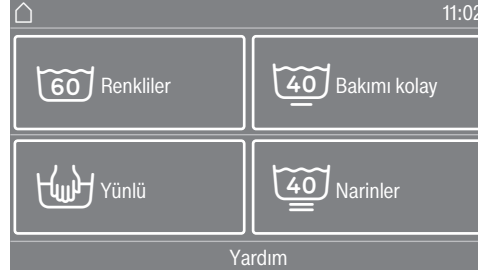 11:02
60 Renkliler
40 Bakımı kolay
Yünlü
40 Narinler
Yardım